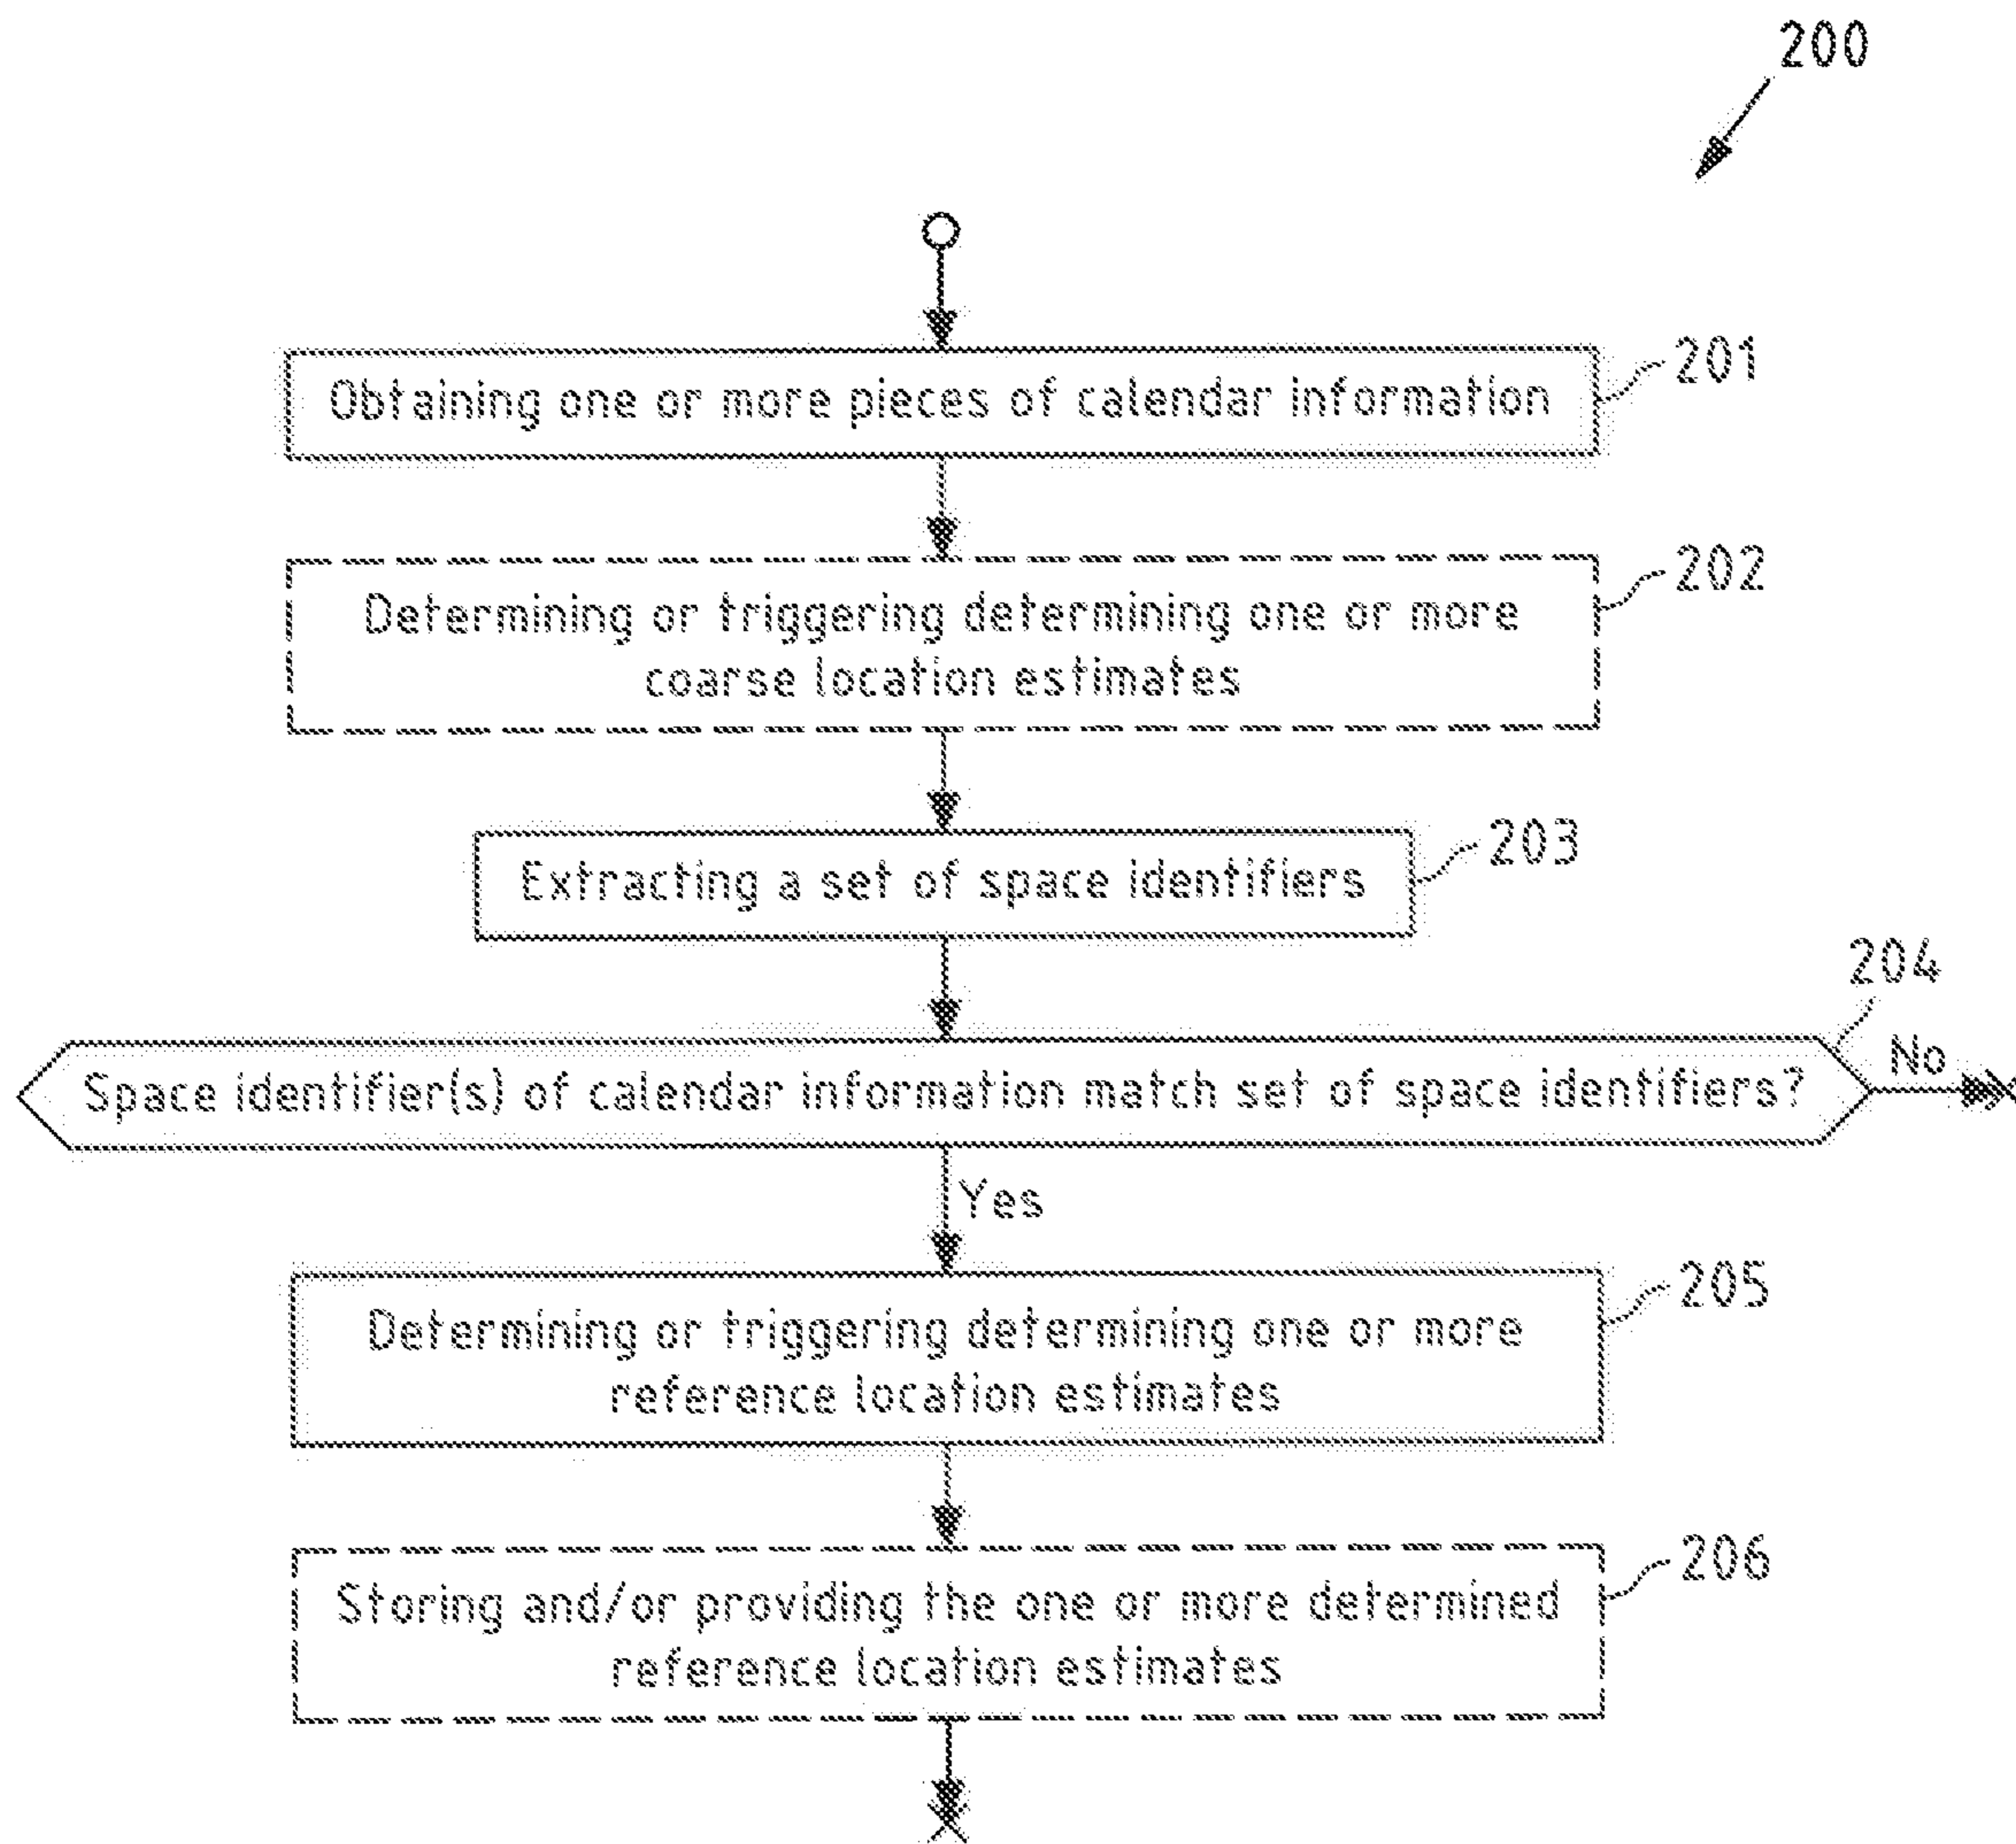 200
Obtaining one or more pieces of calendar information
201
Determining or triggering determining one or more
coarse location estimates
202
Extracting a set of space identifiers
203
204
Space identifier(s) of calendar information match set of space identifiers?
No
Yes
Determining or triggering determining one or more
reference location estimates
205
Storing and/or providing the one or more determined
reference location estimates
206